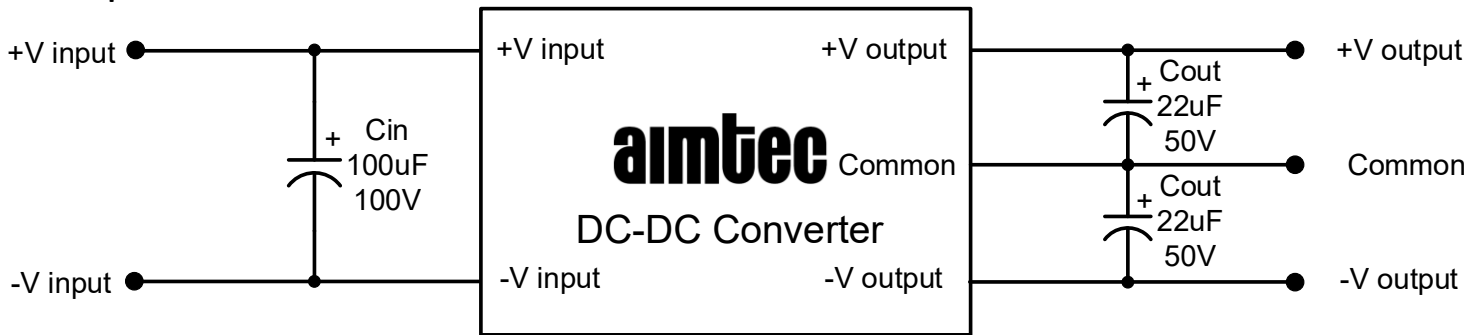 +V input
+V input
+V output
+V output
+ Cout
22uF
50V
+ Cin
100uF
100V
aimtec
Common
Common
DC-DC Converter
+ Cout
22uF
50V
-V input
-V input
-V output
-V output